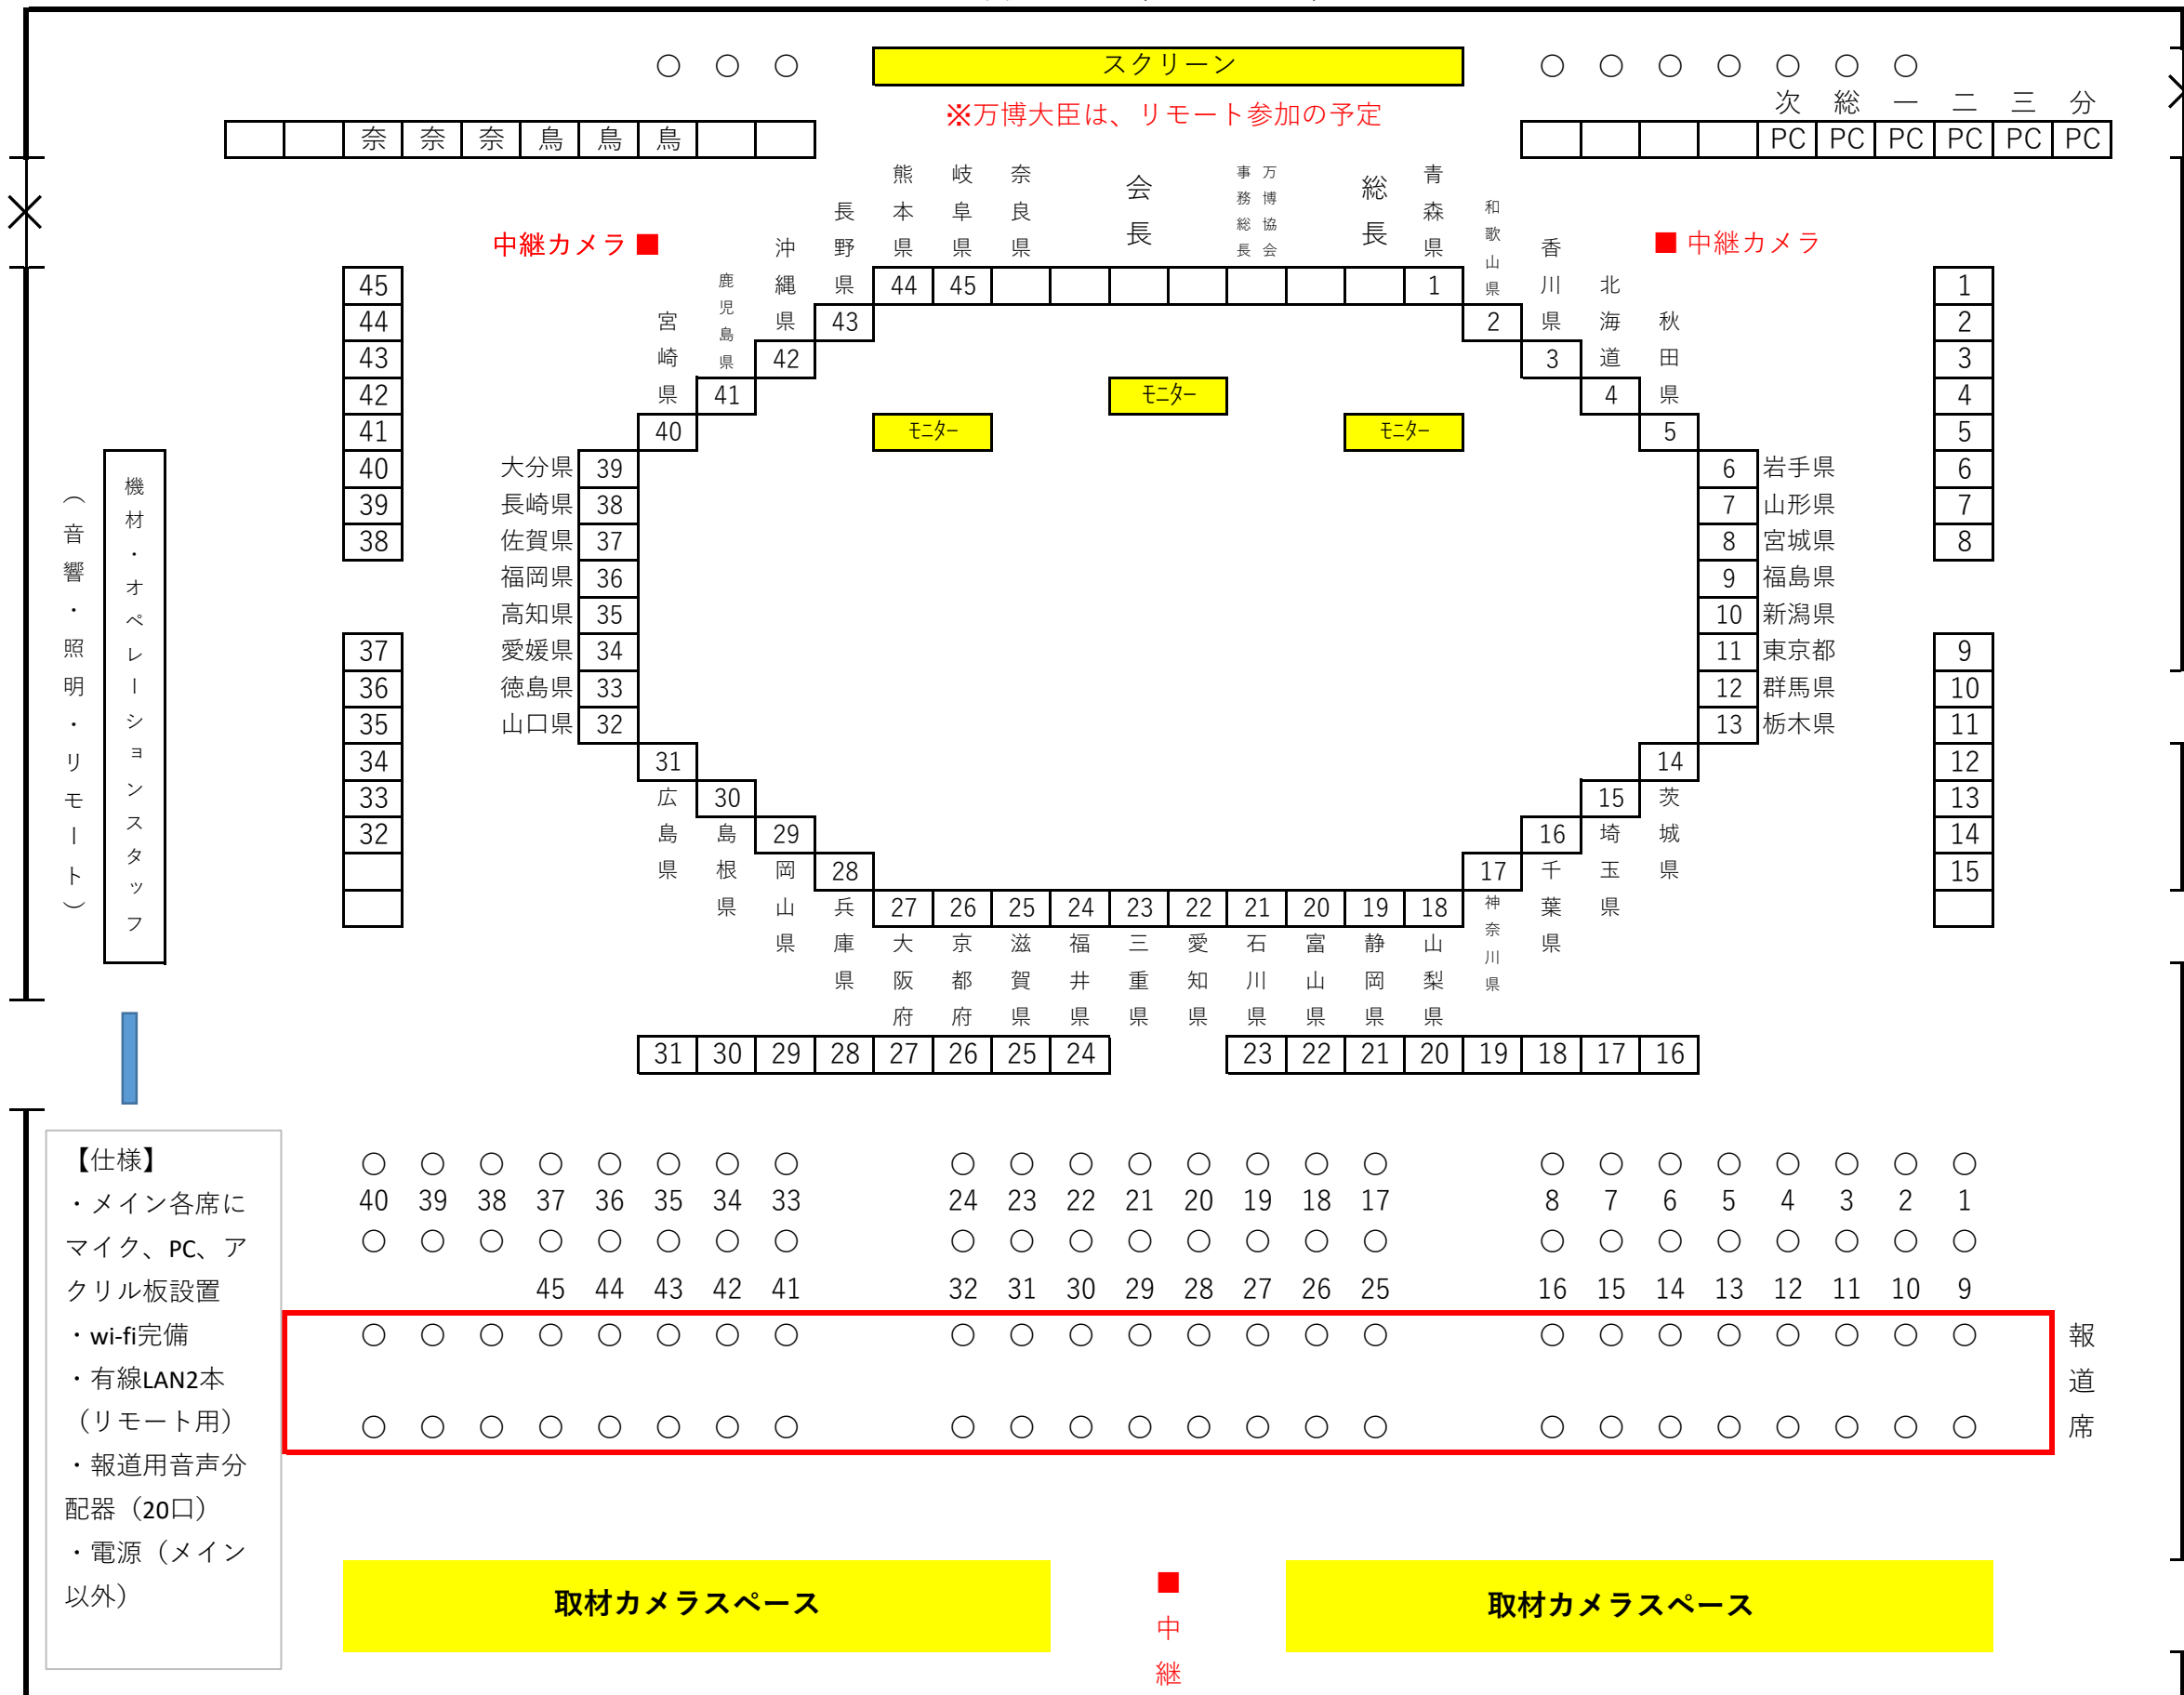 スクリーン
※万博大臣は、リモート参加の予定
次 総 一 二 三 分
奈 奈 奈 鳥 鳥 鳥
PC PC PC PC PC PC
中継カメラ ■
■ 中継カメラ
宮崎県
鹿児島県
沖縄県
長野県
熊本県
岐阜県
奈良県
会長
万博協会
事務総長
総長
青森県
和歌山県
香川県
北海道
秋田県
44 45 1
43 2
42 3
41 4
40 5
モニター
モニター モニター
45
44
43
42
41
40
39
38
37
36
35
34
33
32
大分県 39
長崎県 38
佐賀県 37
福岡県 36
高知県 35
愛媛県 34
徳島県 33
山口県 32
6 岩手県
7 山形県
8 宮城県
9 福島県
10 新潟県
11 東京都
12 群馬県
13 栃木県
1
2
3
4
5
6
7
8
9
10
11
12
13
14
15
機材・オペレーションスタッフ
（音響・照明・リモート）
31 14
30 15
29 16
28 17
27 26 25 24 23 22 21 20 19 18
広島県
島根県
岡山県
兵庫県
大阪府
京都府
滋賀県
福井県
三重県
愛知県
石川県
富山県
静岡県
山梨県
神奈川県
千葉県
埼玉県
茨城県
31 30 29 28 27 26 25 24 23 22 21 20 19 18 17 16
【仕様】
・メイン各席に
マイク、PC、ア
クリル板設置
・wi-fi完備
・有線LAN2本
（リモート用）
・報道用音声分
配器（20口）
・電源（メイン
以外）
40 39 38 37 36 35 34 33 24 23 22 21 20 19 18 17 8 7 6 5 4 3 2 1
45 44 43 42 41 32 31 30 29 28 27 26 25 16 15 14 13 12 11 10 9
報道席
取材カメラスペース
■中継
取材カメラスペース